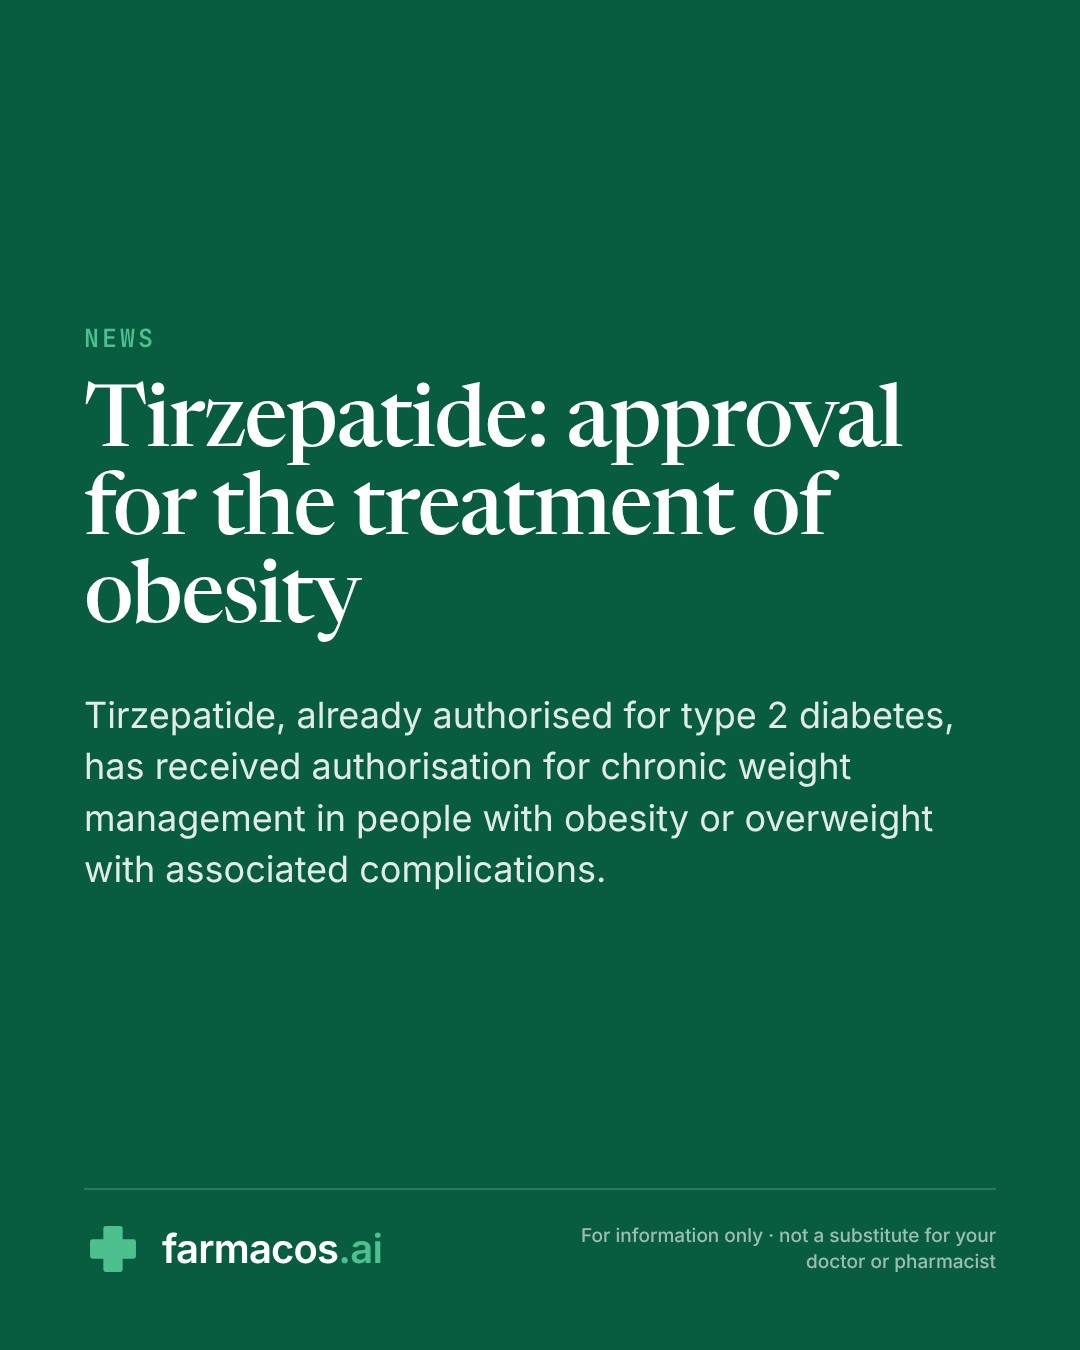 NEWS
Tirzepatide: approval
for the treatment of
obesity
Tirzepatide, already authorised for type 2 diabetes,
has received authorisation for chronic weight
management in people with obesity or overweight
with associated complications.
farmacos.ai
For information only · not a substitute for your
doctor or pharmacist